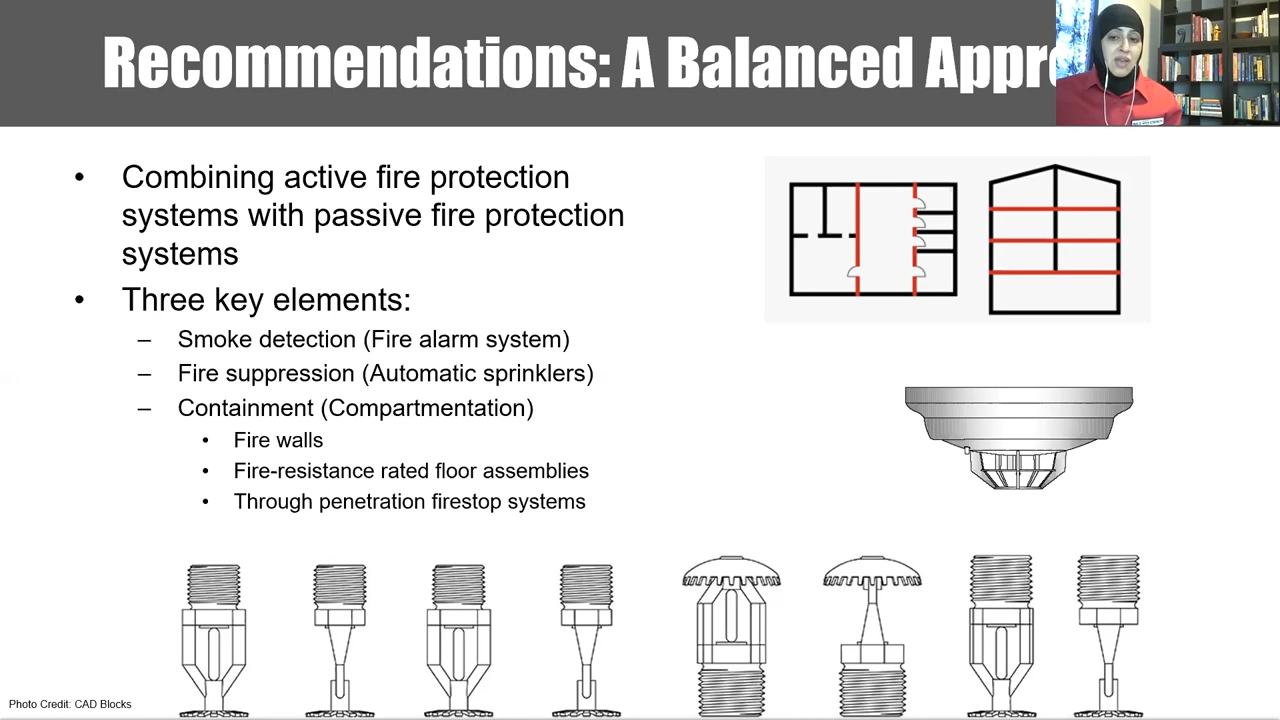 Recommendations: A Balanced Appro
• Combining active fire protection
systems with passive fire protection
systems
• Three key elements:
– Smoke detection (Fire alarm system)
– Fire suppression (Automatic sprinklers)
– Containment (Compartmentation)
• Fire walls
• Fire-resistance rated floor assemblies
• Through penetration firestop systems
Photo Credit: CAD Blocks